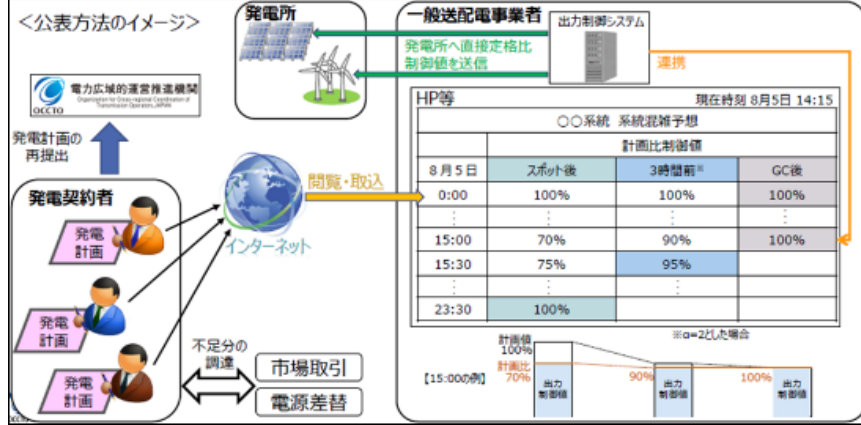 <公表方法のイメージ>
OCCTO
電力広域的運営推進機関
Organization for Cross-regional Coordination of
Transmission Operators, JAPAN
発電計画の
再提出
発電契約者
発電
計画
発電
計画
発電
計画
インターネット
閲覧・取込
不足分の
調達
市場取引
電源差替
発電所
一般送配電事業者
発電所へ直接定格比
制御値を送信
出力制御システム
連携
HP等
現在時刻 8月5日 14:15
〇〇系統 系統混雑予想
計画比制御値
8月5日 スポット後 3時間前※ GC後
0:00 100% 100% 100%
⋮ ⋮ ⋮ ⋮
15:00 70% 90% 100%
15:30 75% 95%
⋮ ⋮ ⋮
23:30 100%
※α=2とした場合
【15:00の例】
計画値
100%
計画比
70%
出力
制御値
90%
出力
制御値
100%
出力
制御値